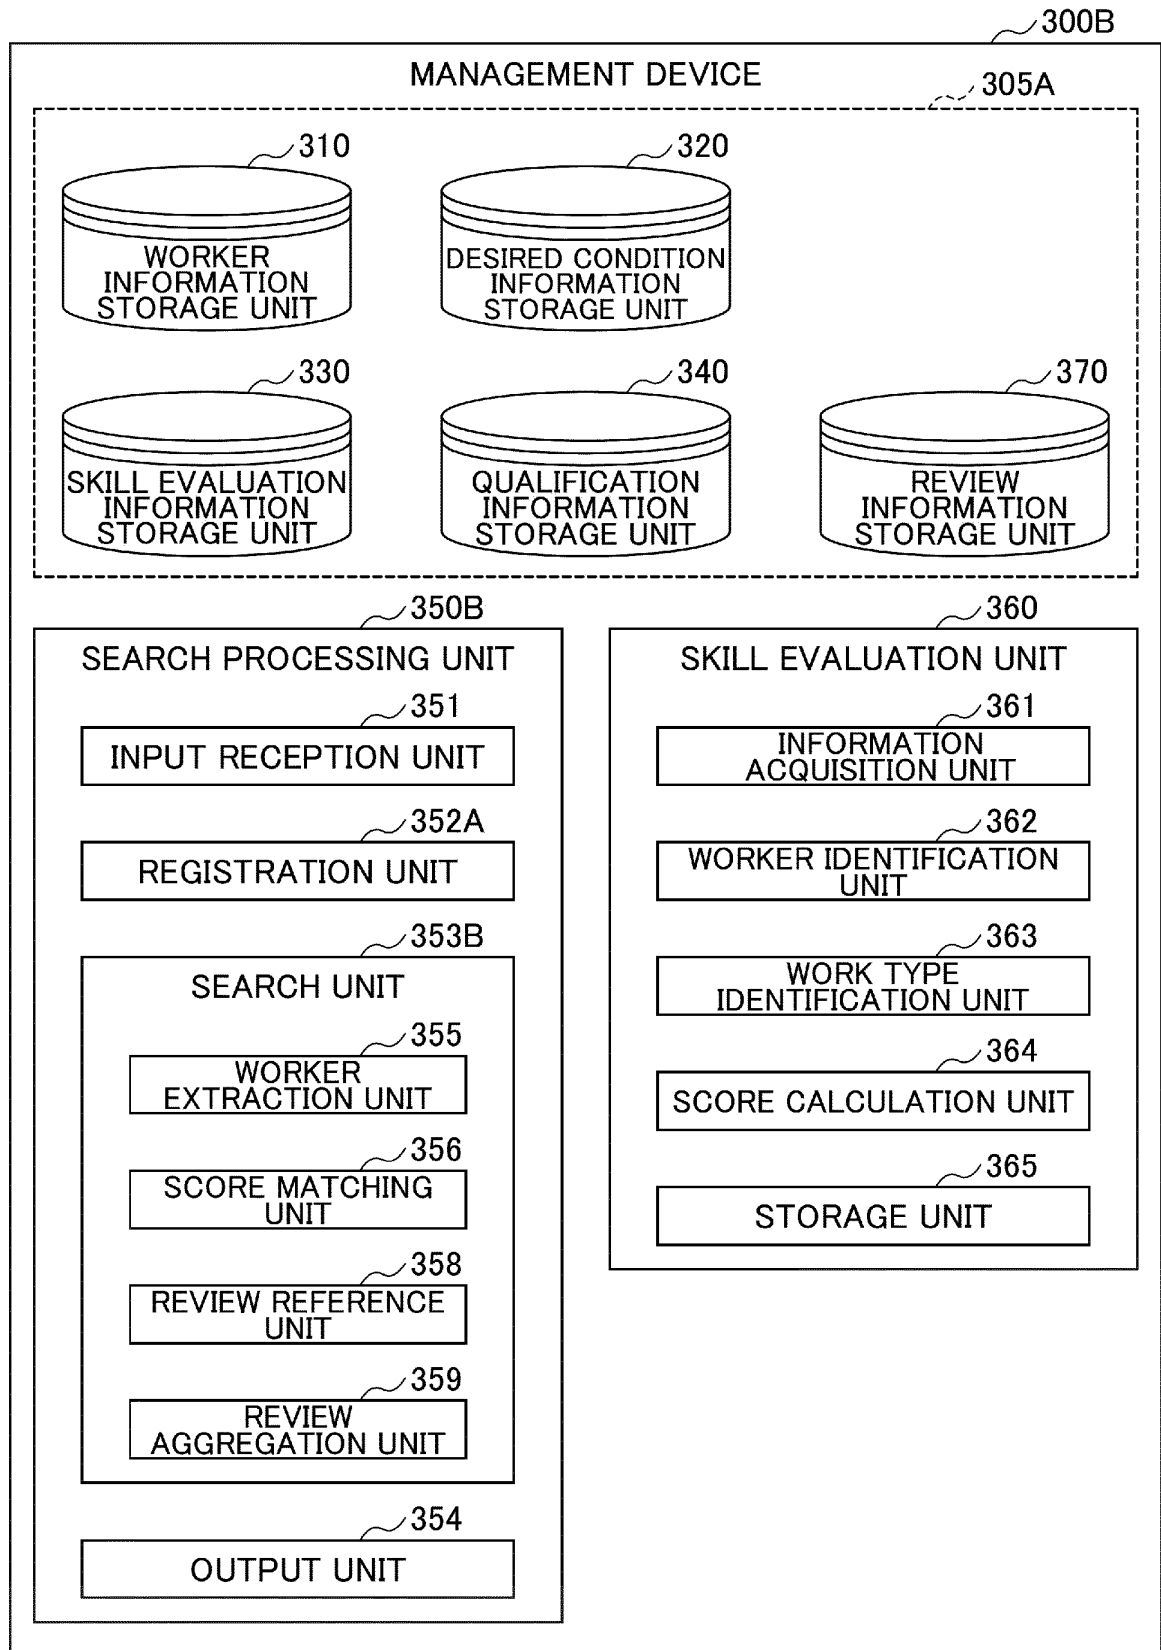 300B
MANAGEMENT DEVICE
305A
310
WORKER
INFORMATION
STORAGE UNIT
320
DESIRED CONDITION
INFORMATION
STORAGE UNIT
330
SKILL EVALUATION
INFORMATION
STORAGE UNIT
340
QUALIFICATION
INFORMATION
STORAGE UNIT
370
REVIEW
INFORMATION
STORAGE UNIT
350B
SEARCH PROCESSING UNIT
351
INPUT RECEPTION UNIT
352A
REGISTRATION UNIT
353B
SEARCH UNIT
355
WORKER
EXTRACTION UNIT
356
SCORE MATCHING
UNIT
358
REVIEW REFERENCE
UNIT
359
REVIEW
AGGREGATION UNIT
354
OUTPUT UNIT
360
SKILL EVALUATION UNIT
361
INFORMATION
ACQUISITION UNIT
362
WORKER IDENTIFICATION
UNIT
363
WORK TYPE
IDENTIFICATION UNIT
364
SCORE CALCULATION UNIT
365
STORAGE UNIT